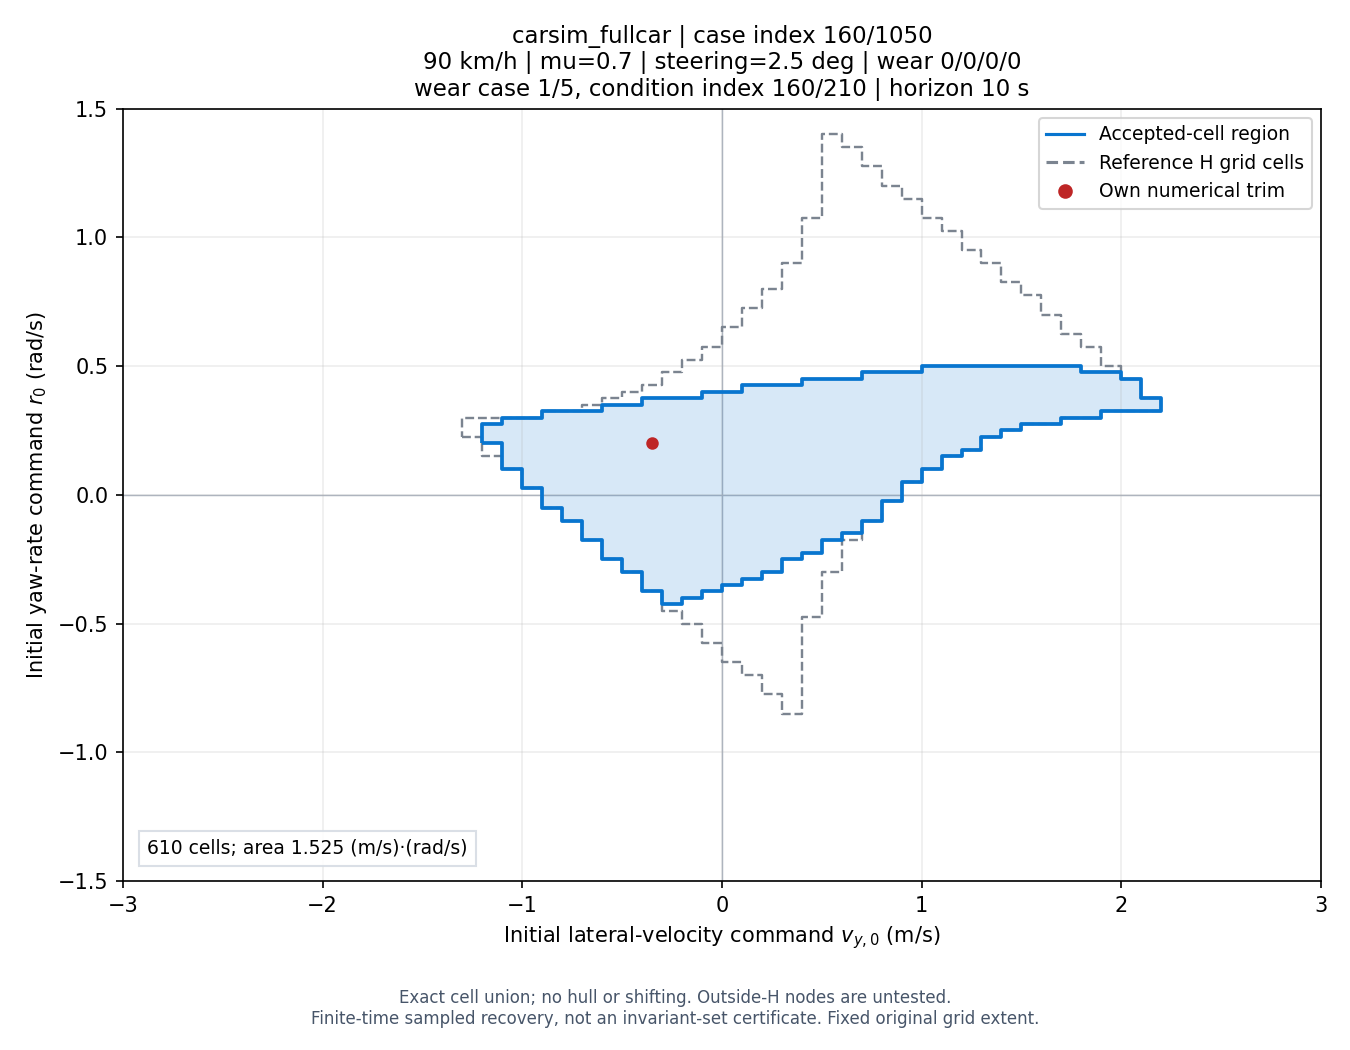 carsim_fullcar | case index 160/1050
90 km/h | mu=0.7 | steering=2.5 deg | wear 0/0/0/0
wear case 1/5, condition index 160/210 | horizon 10 s
Accepted-cell region
Reference H grid cells
Own numerical trim
1.5
1.0
0.5
0.0
−0.5
−1.0
−1.5
Initial yaw-rate command r0 (rad/s)
610 cells; area 1.525 (m/s)·(rad/s)
−3
−2
−1
0
1
2
3
Initial lateral-velocity command vy,0 (m/s)
Exact cell union; no hull or shifting. Outside-H nodes are untested.
Finite-time sampled recovery, not an invariant-set certificate. Fixed original grid extent.